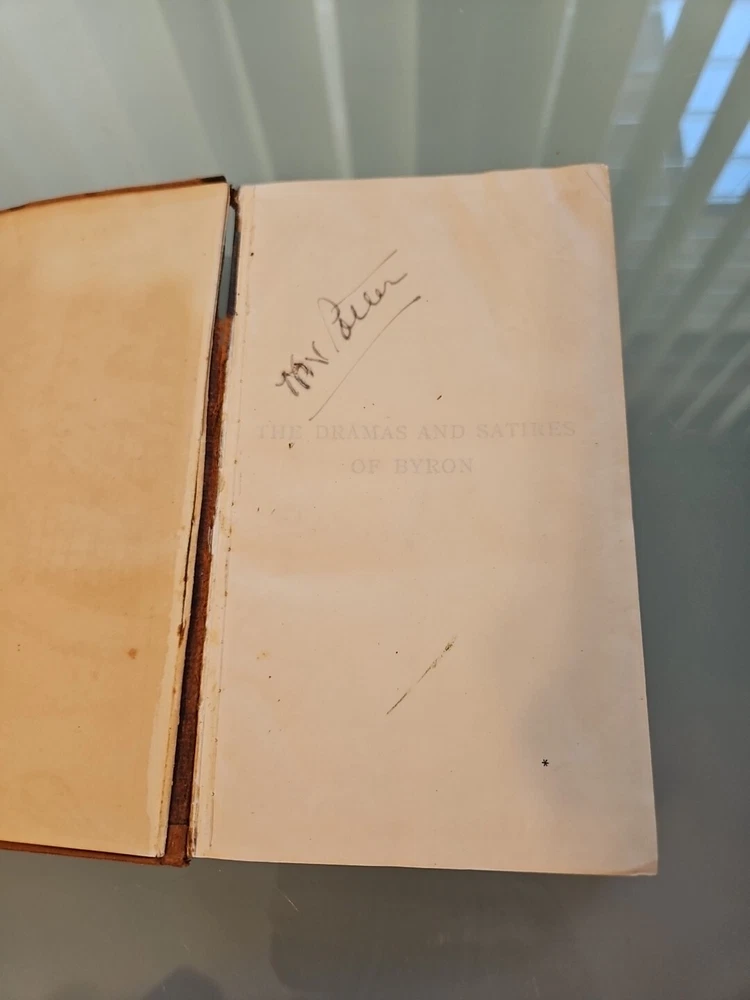 THE DRAMAS AND SATIRES
OF BYRON
*